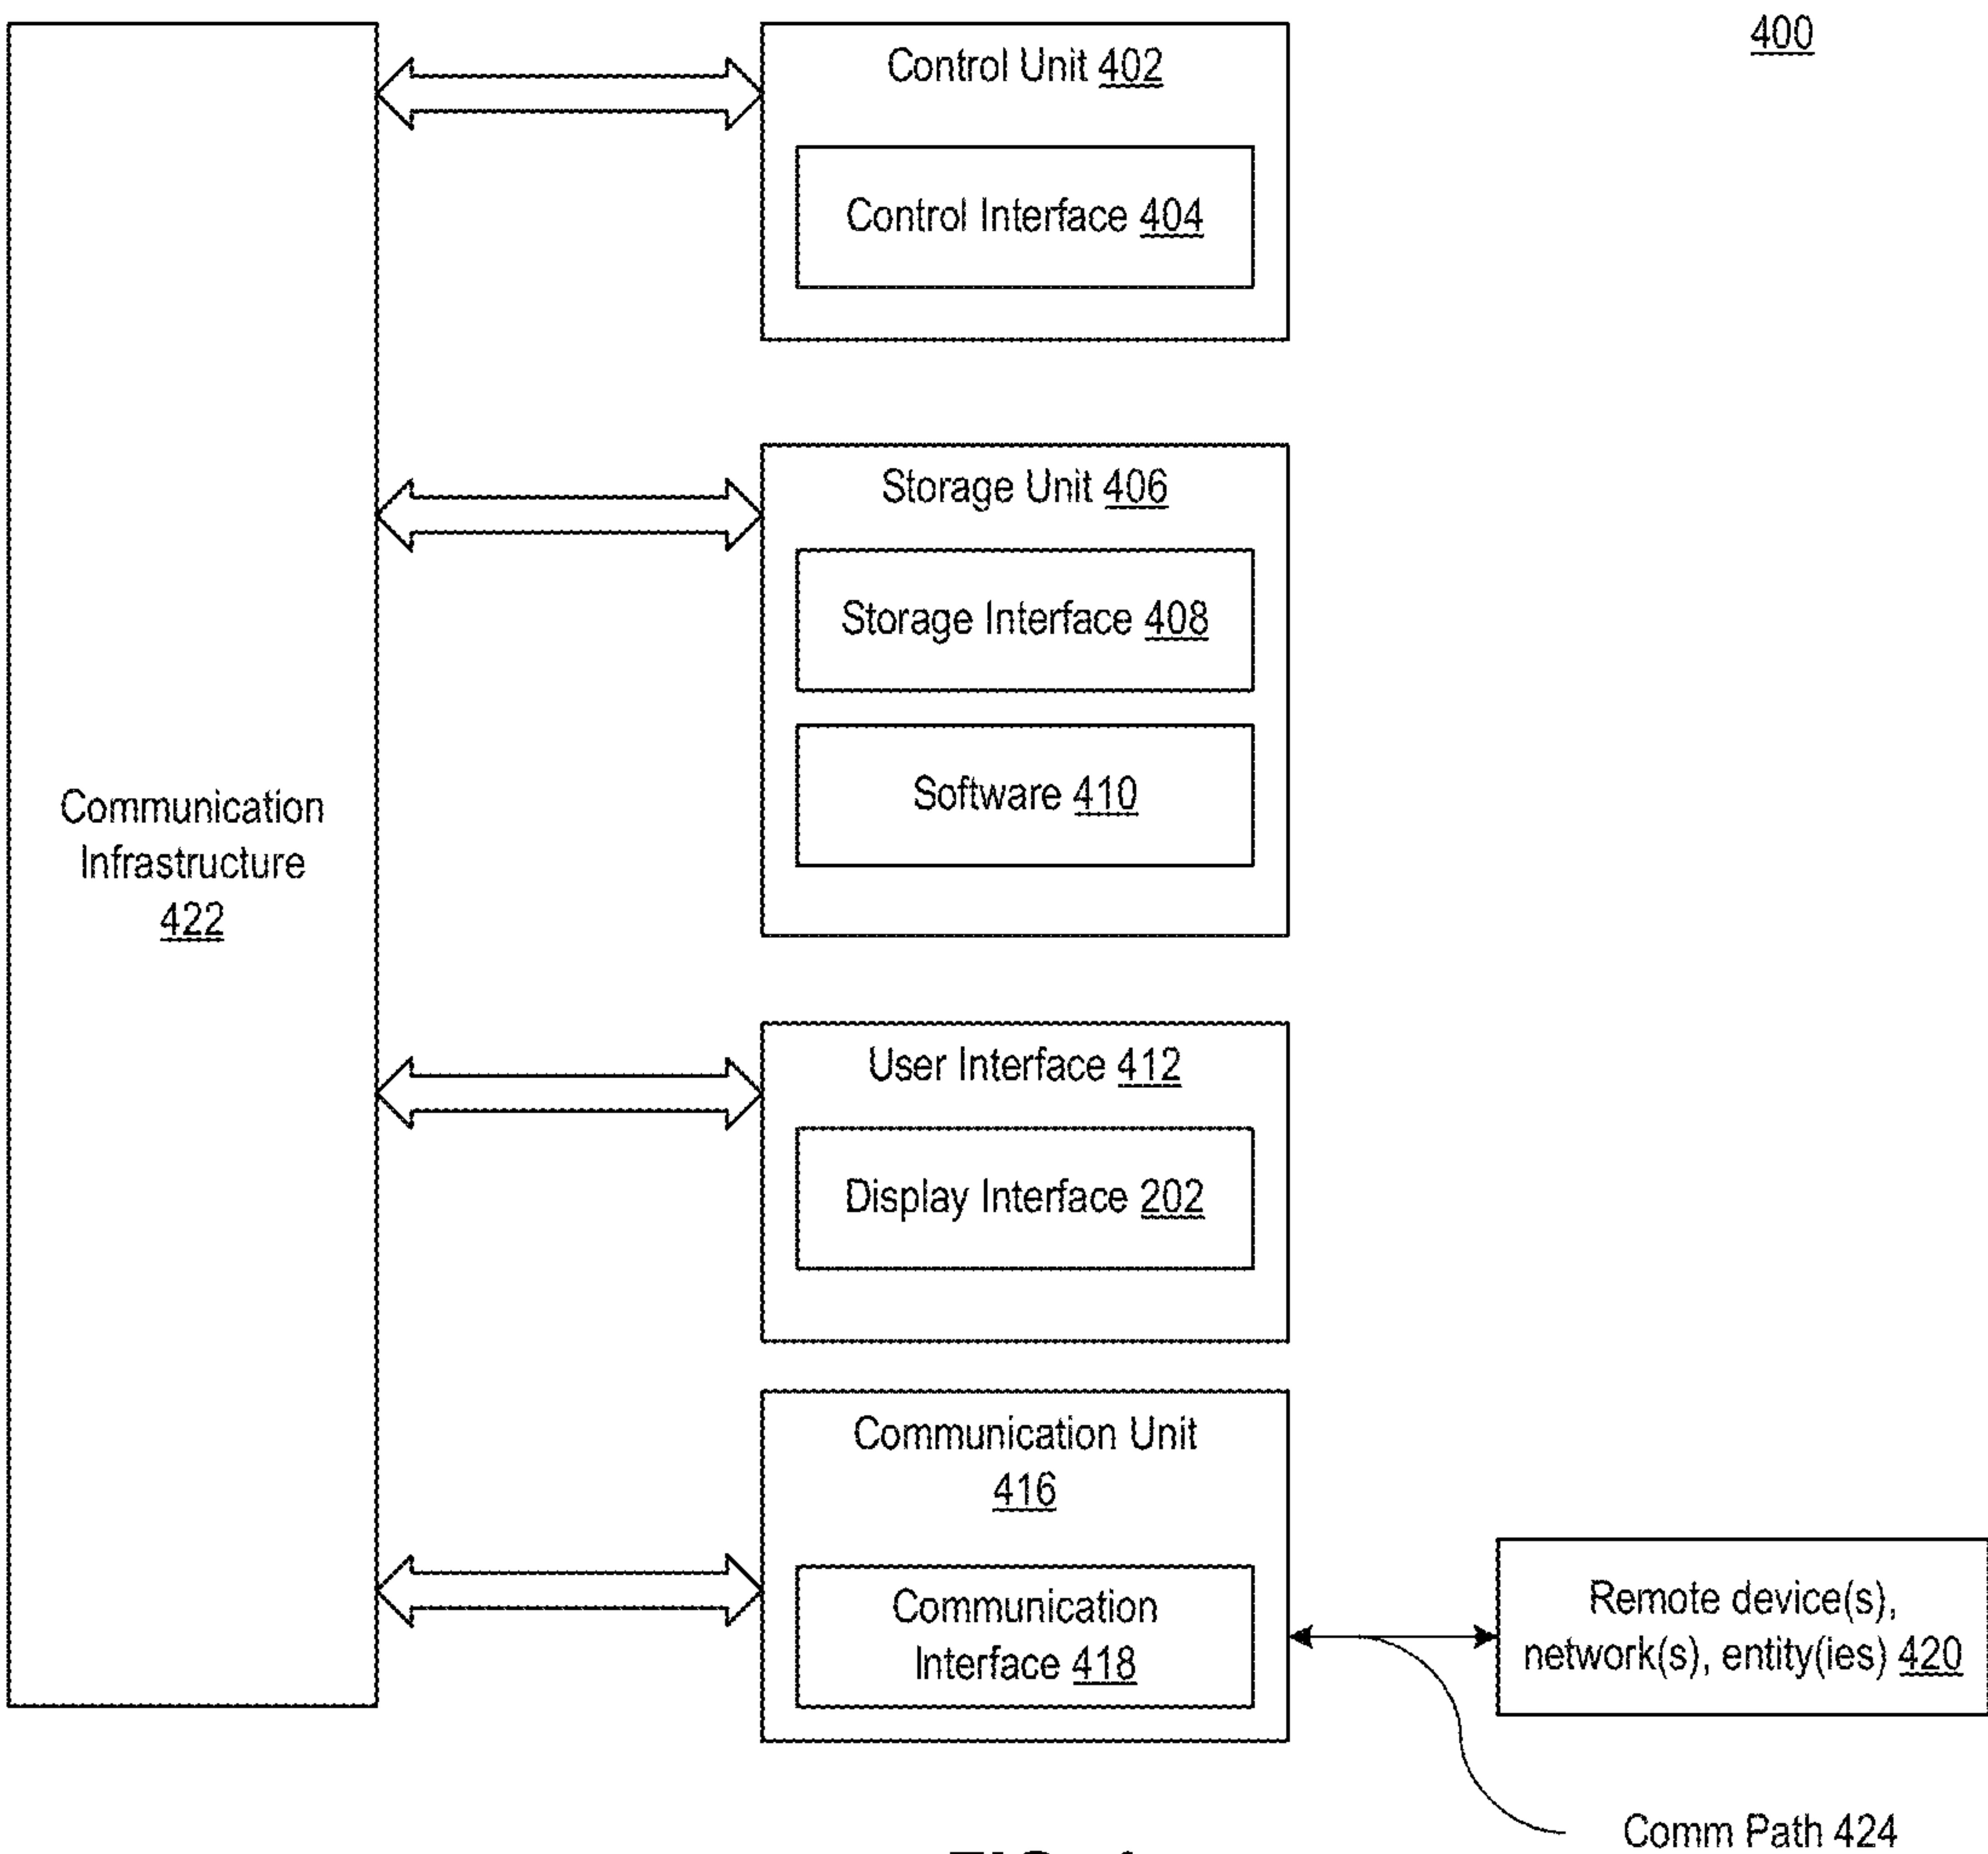 400
Control Unit 402
Control Interface 404
Storage Unit 406
Storage Interface 408
Software 410
Communication
Infrastructure
422
User Interface 412
Display Interface 202
Communication Unit
416
Communication
Interface 418
Remote device(s),
network(s), entity(ies) 420
Comm Path 424